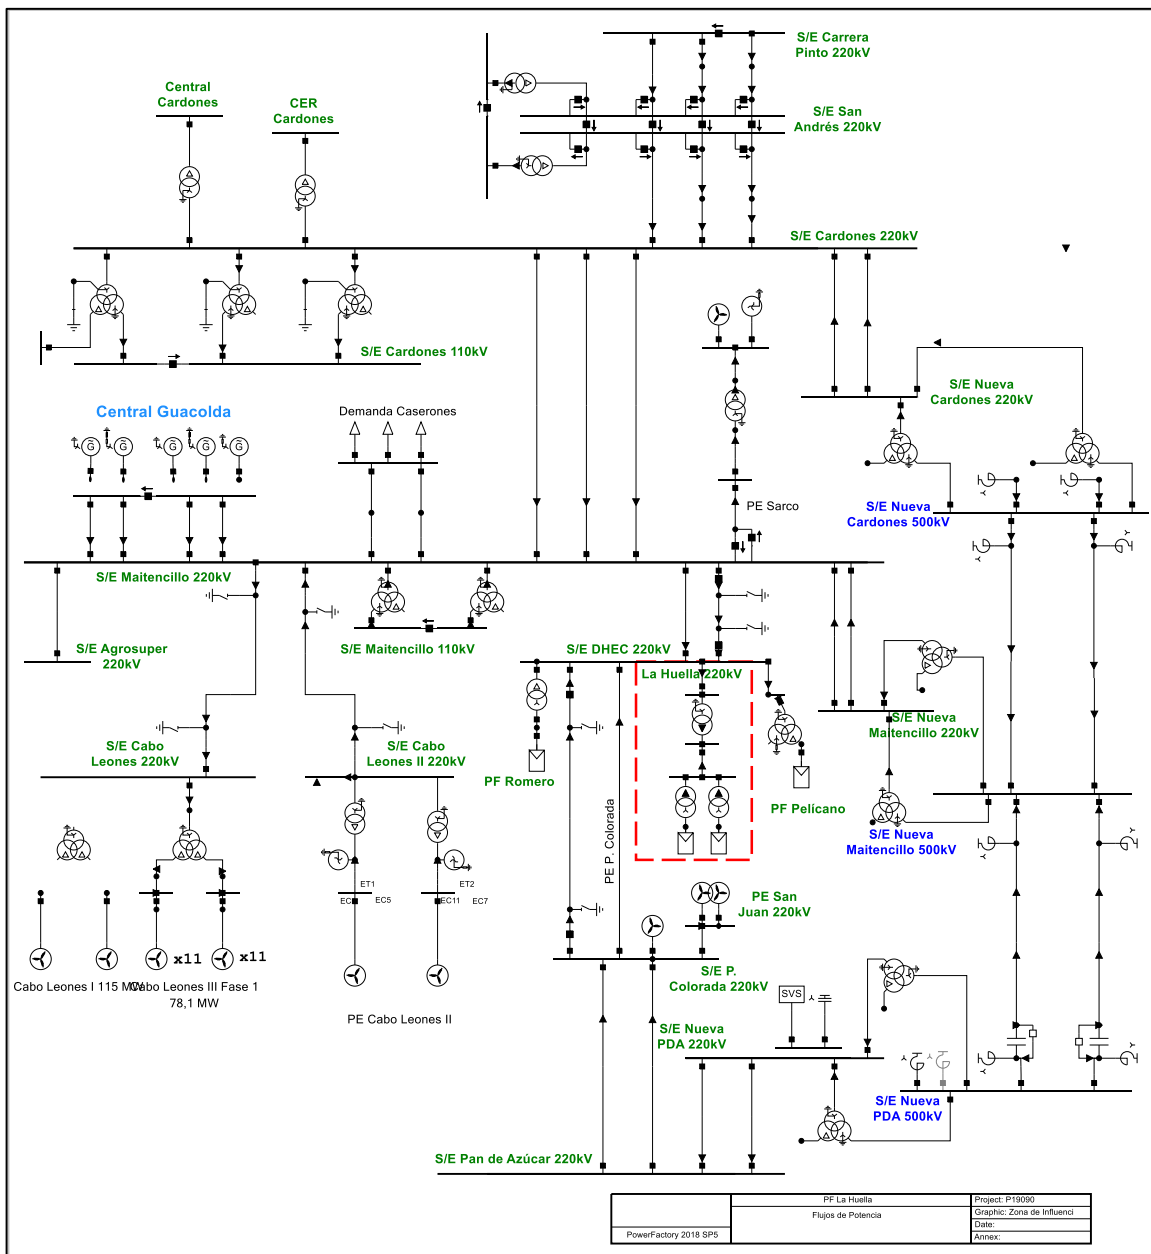 S/E Carrera
Pinto 220kV
Central
Cardones
CER
Cardones
S/E San
Andrés 220kV
S/E Cardones 220kV
S/E Cardones 110kV
S/E Nueva
Cardones 220kV
Central Guacolda
Demanda Caserones
G
G
G
G
G
PE Sarco
S/E Nueva
Cardones 500kV
S/E Maitencillo 220kV
S/E Agrosuper
220kV
S/E Maitencillo 110kV
S/E DHEC 220kV
La Huella 220kV
S/E Nueva
Maitencillo 220kV
S/E Cabo
Leones 220kV
S/E Cabo
Leones II 220kV
PF Romero
PF Pelícano
PE P. Colorada
S/E Nueva
Maitencillo 500kV
ET1
EC5
ET2
EC11
EC7
PE San
Juan 220kV
x11
x11
Cabo Leones I 115 MW
Cabo Leones III Fase 1
78,1 MW
PE Cabo Leones II
S/E P.
Colorada 220kV
SVS
S/E Nueva
PDA 220kV
S/E Nueva
PDA 500kV
S/E Pan de Azúcar 220kV
PF La Huella
Project: P19090
Flujos de Potencia
Graphic: Zona de Influenci
Date:
PowerFactory 2018 SP5
Annex: